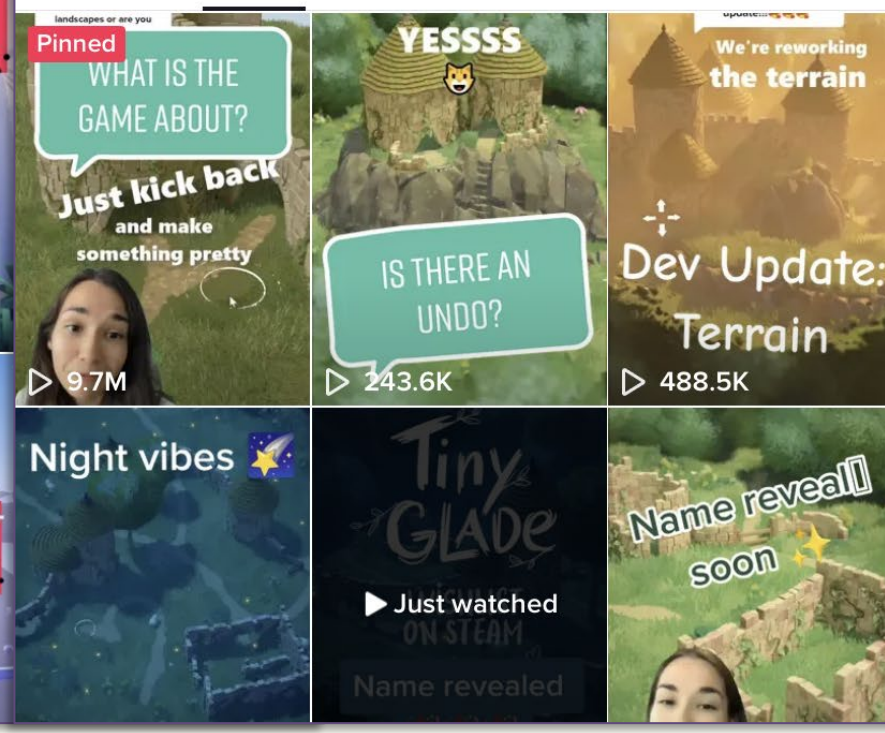 landscapes or are you
Pinned
WHAT IS THE
GAME ABOUT?
Just kick back
and make
something pretty
9.7M
YESSSS
IS THERE AN
UNDO?
243.6K
update...
We're reworking
the terrain
Dev Update:
Terrain
488.5K
Night vibes
Tiny
GLADE
WISHLIST
ON STEAM
Just watched
Name revealed
Name reveal
soon